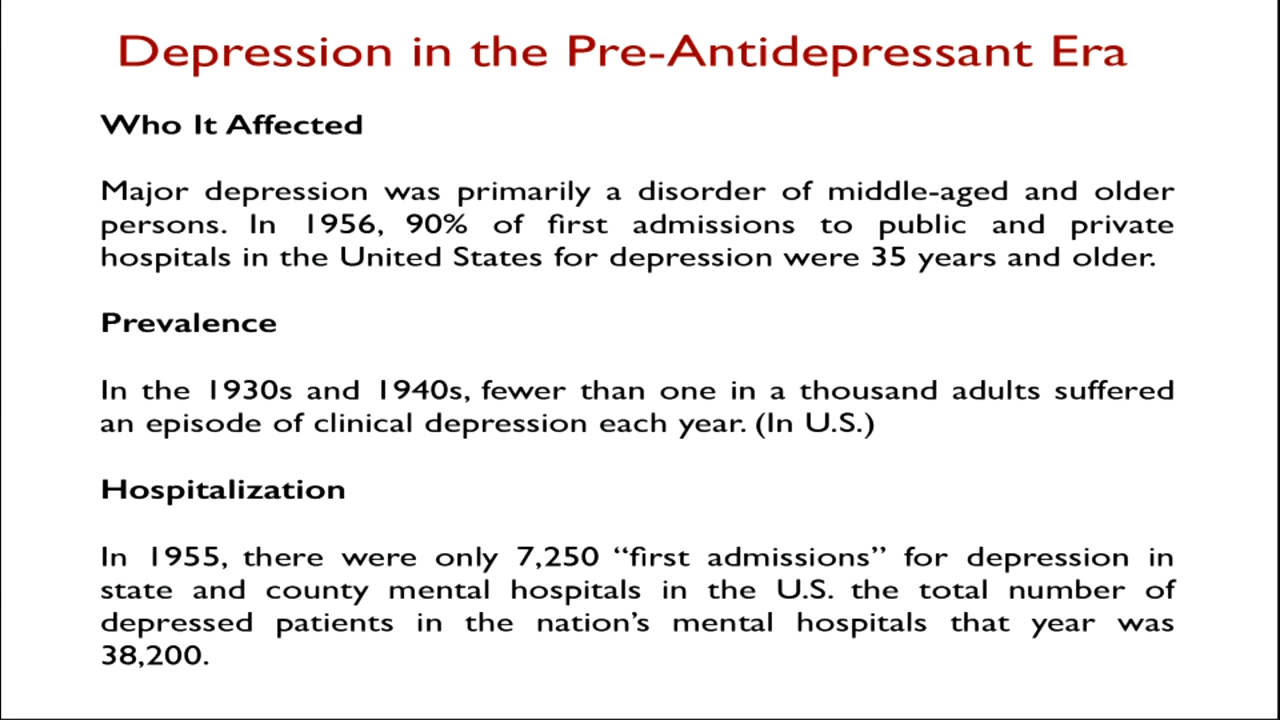 Depression in the Pre-Antidepressant Era
Who It Affected
Major depression was primarily a disorder of middle-aged and older
persons. In 1956, 90% of first admissions to public and private
hospitals in the United States for depression were 35 years and older.
Prevalence
In the 1930s and 1940s, fewer than one in a thousand adults suffered
an episode of clinical depression each year. (In U.S.)
Hospitalization
In 1955, there were only 7,250 “first admissions” for depression in
state and county mental hospitals in the U.S. the total number of
depressed patients in the nation’s mental hospitals that year was
38,200.